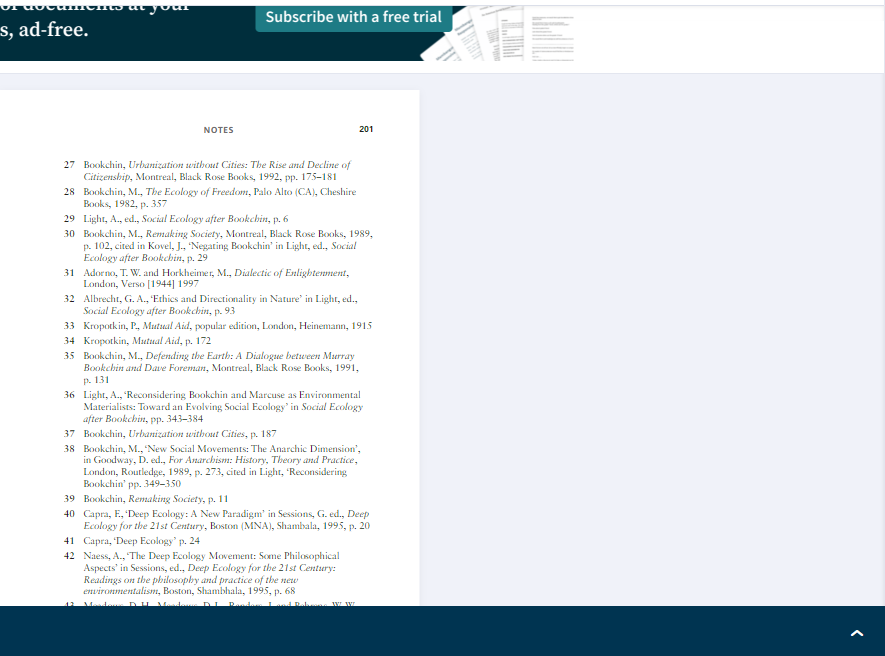 s, ad-free.
Subscribe with a free trial
NOTES 201
27 Bookchin, Urbanization without Cities: The Rise and Decline of
Citizenship, Montreal, Black Rose Books, 1992, pp. 175–181
28 Bookchin, M., The Ecology of Freedom, Palo Alto (CA), Cheshire
Books, 1982, p. 357
29 Light, A., ed., Social Ecology after Bookchin, p. 6
30 Bookchin, M., Remaking Society, Montreal, Black Rose Books, 1989,
p. 102, cited in Kovel, J., ‘Negating Bookchin’ in Light, ed., Social
Ecology after Bookchin, p. 29
31 Adorno, T. W. and Horkheimer, M., Dialectic of Enlightenment,
London, Verso [1944] 1997
32 Albrecht, G. A., ‘Ethics and Directionality in Nature’ in Light, ed.,
Social Ecology after Bookchin, p. 93
33 Kropotkin, P., Mutual Aid, popular edition, London, Heinemann, 1915
34 Kropotkin, Mutual Aid, p. 172
35 Bookchin, M., Defending the Earth: A Dialogue between Murray
Bookchin and Dave Foreman, Montreal, Black Rose Books, 1991,
p. 131
36 Light, A., ‘Reconsidering Bookchin and Marcuse as Environmental
Materialists: Toward an Evolving Social Ecology’ in Social Ecology
after Bookchin, pp. 343–384
37 Bookchin, Urbanization without Cities, p. 187
38 Bookchin, M., ‘New Social Movements: The Anarchic Dimension’,
in Goodway, D. ed., For Anarchism: History, Theory and Practice,
London, Routledge, 1989, p. 273, cited in Light, ‘Reconsidering
Bookchin’ pp. 349–350
39 Bookchin, Remaking Society, p. 11
40 Capra, F., ‘Deep Ecology: A New Paradigm’ in Sessions, G. ed., Deep
Ecology for the 21st Century, Boston (MNA), Shambala, 1995, p. 20
41 Capra, ‘Deep Ecology’ p. 24
42 Naess, A., ‘The Deep Ecology Movement: Some Philosophical
Aspects’ in Sessions, ed., Deep Ecology for the 21st Century:
Readings on the philosophy and practice of the new
environmentalism, Boston, Shambhala, 1995, p. 68